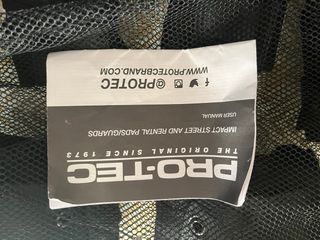 PRO-TEC
THE ORIGINAL SINCE 1973
IMPACT STREET AND RENTAL PADS/GUARDS
USER MANUAL
@PROTEC
WWW.PROTECBRAND.COM